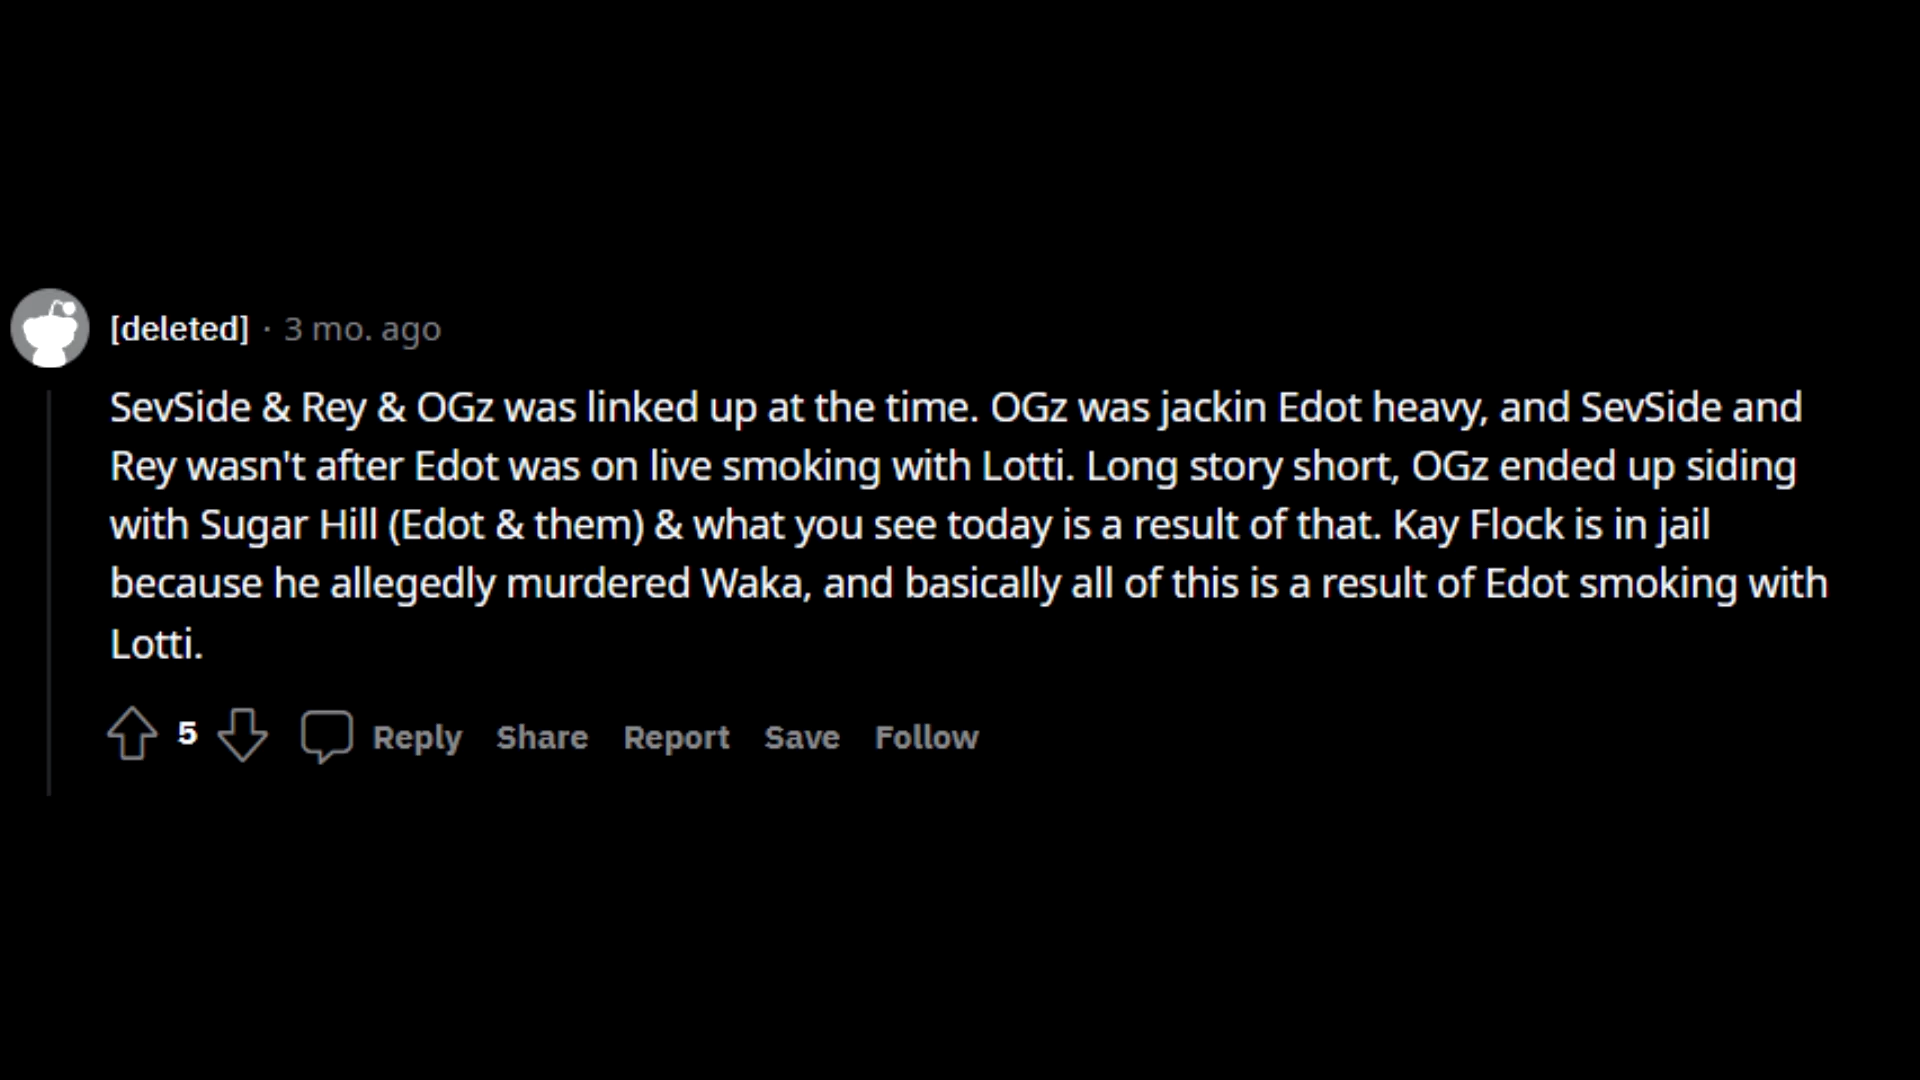 [deleted] · 3 mo. ago
SevSide & Rey & OGz was linked up at the time. OGz was jackin Edot heavy, and SevSide and
Rey wasn't after Edot was on live smoking with Lotti. Long story short, OGz ended up siding
with Sugar Hill (Edot & them) & what you see today is a result of that. Kay Flock is in jail
because he allegedly murdered Waka, and basically all of this is a result of Edot smoking with
Lotti.
5 Reply Share Report Save Follow